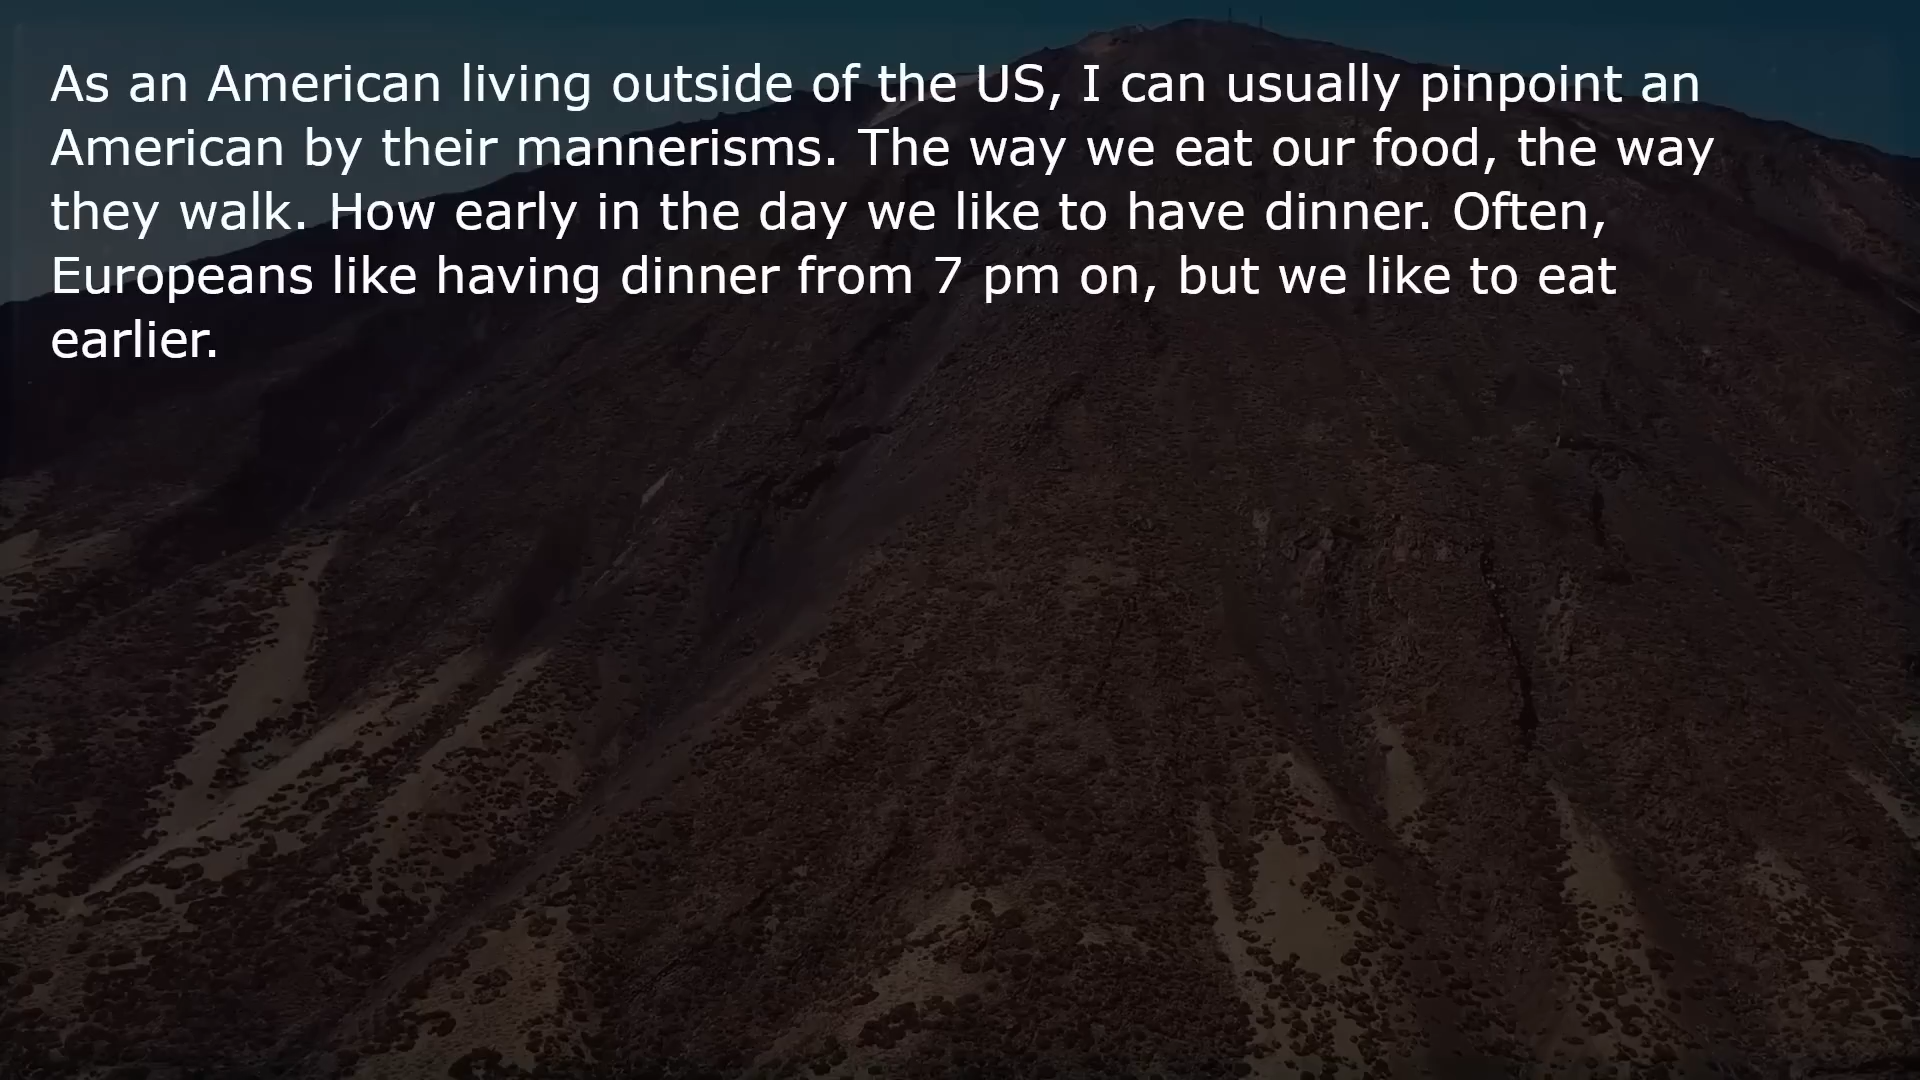 As an American living outside of the US, I can usually pinpoint an
American by their mannerisms. The way we eat our food, the way
they walk. How early in the day we like to have dinner. Often,
Europeans like having dinner from 7 pm on, but we like to eat
earlier.